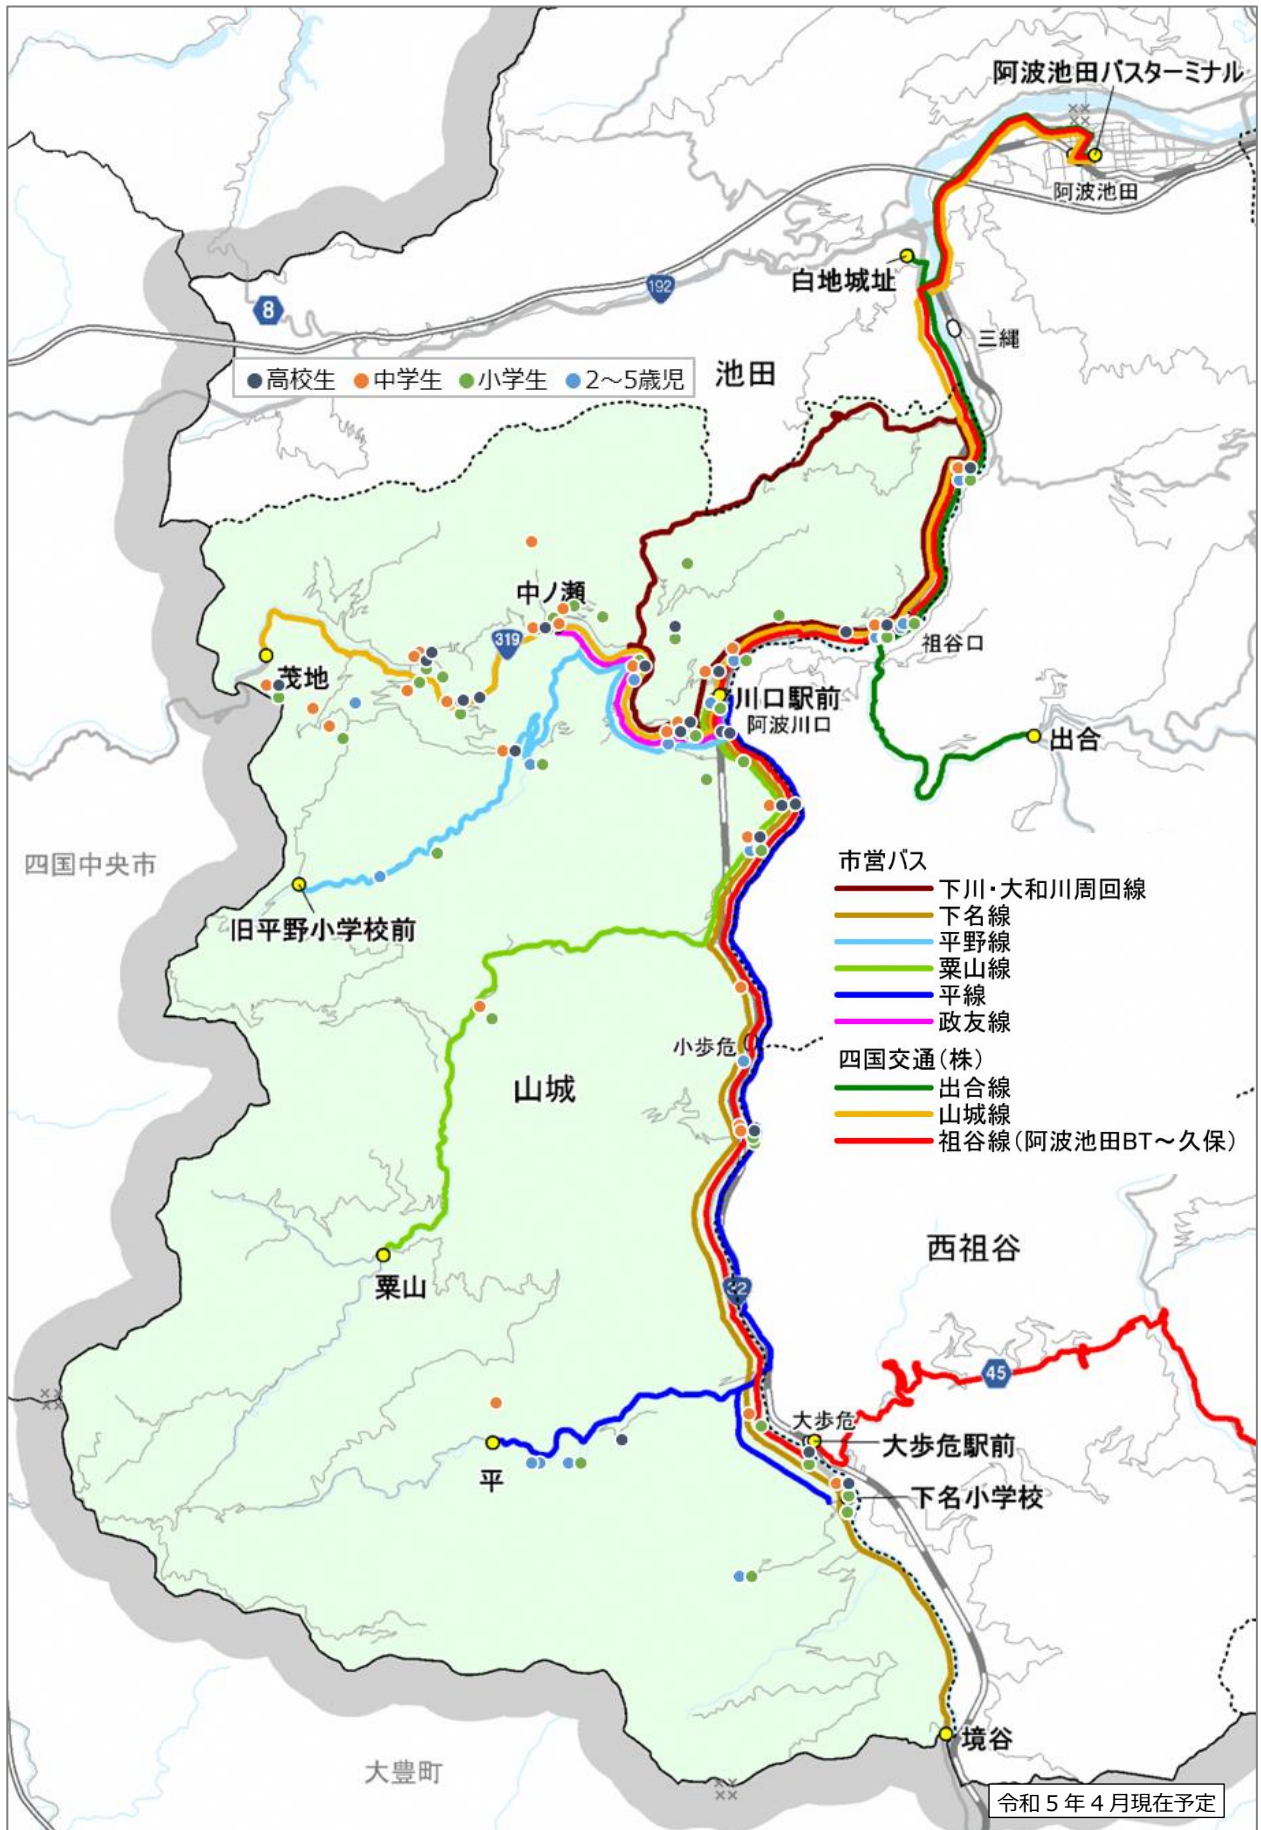 阿波池田バスターミナル
阿波池田
白地城址
192
8
三縄
●高校生 ●中学生 ●小学生 ●2～5歳児
池田
中ノ瀬
319
祖谷口
茂地
川口駅前
阿波川口
出合
四国中央市
市営バス
下川・大和川周回線
下名線
平野線
粟山線
平線
政友線
四国交通(株)
出合線
山城線
祖谷線(阿波池田BT～久保)
旧平野小学校前
小歩危
山城
西祖谷
粟山
32
45
大歩危
大歩危駅前
平
下名小学校
境谷
大豊町
令和5年4月現在予定